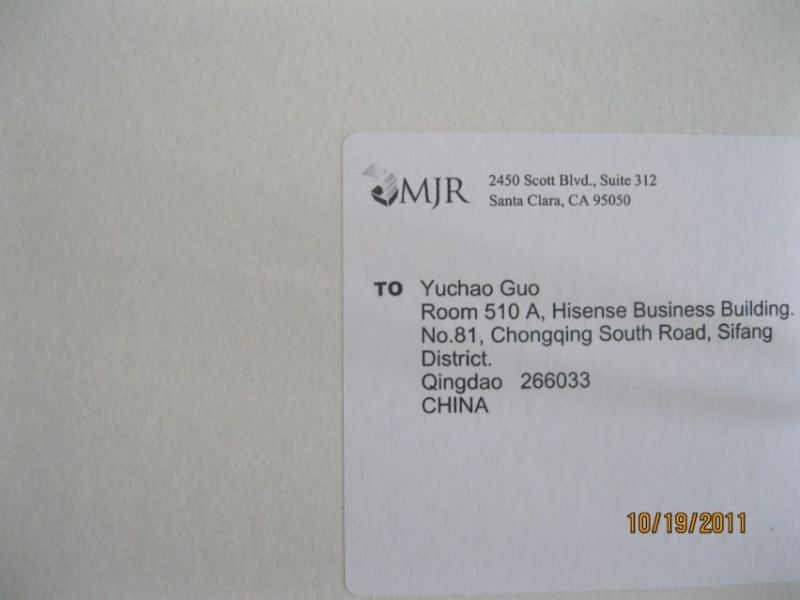 MJR
2450 Scott Blvd., Suite 312
Santa Clara, CA 95050
TO Yuchao Guo
Room 510 A, Hisense Business Building.
No.81, Chongqing South Road, Sifang
District.
Qingdao 266033
CHINA
10/19/2011